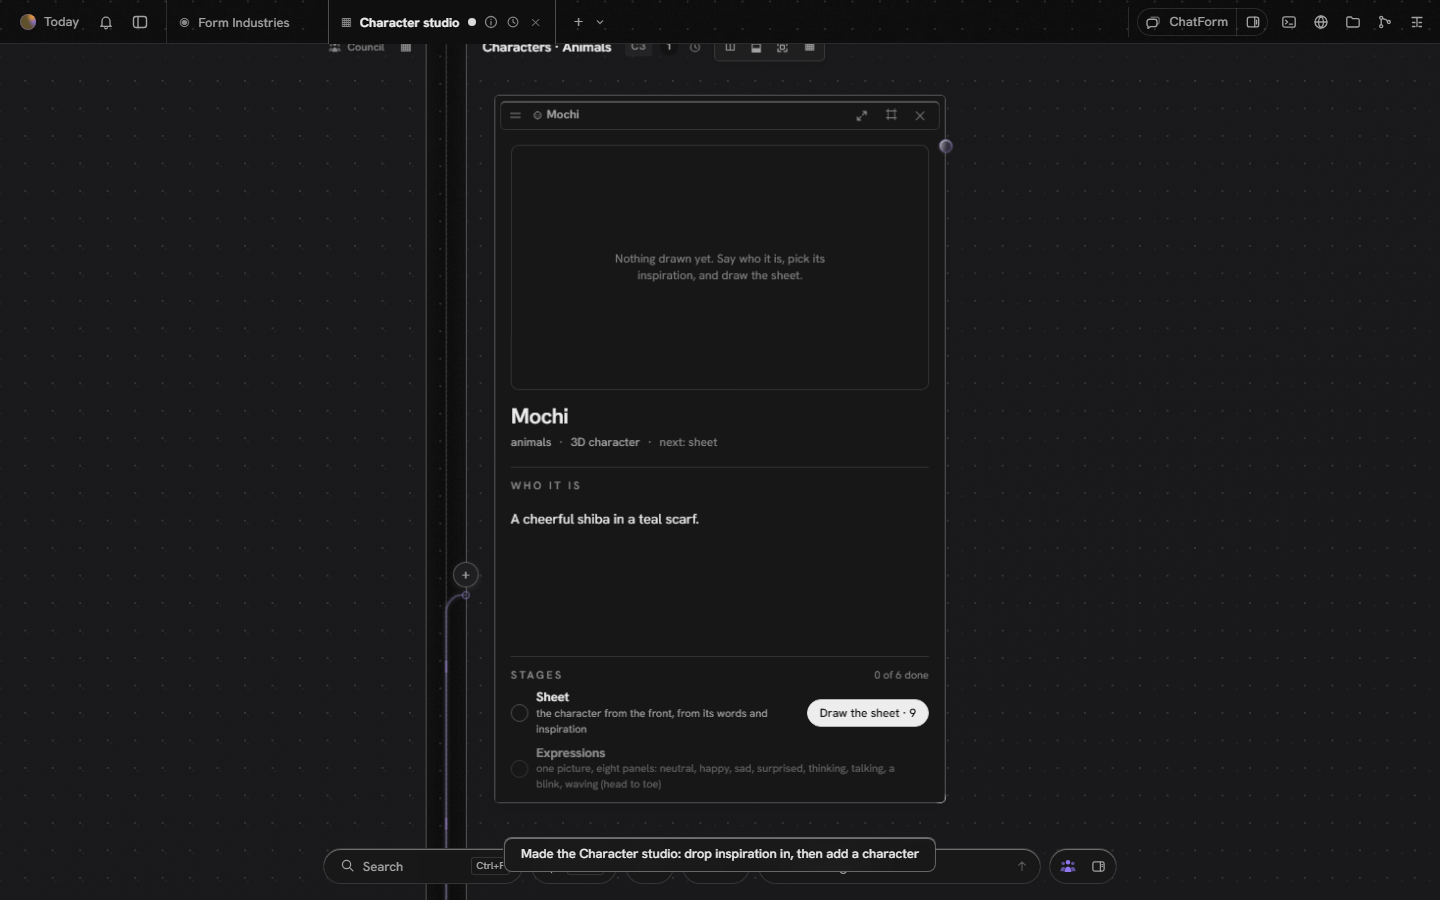 Today
Form Industries
Character studio
ChatForm
Council
Characters · Animals
C3
1
Mochi
Nothing drawn yet. Say who it is, pick its
inspiration, and draw the sheet.
Mochi
animals · 3D character · next: sheet
WHO IT IS
A cheerful shiba in a teal scarf.
STAGES
0 of 6 done
Sheet
the character from the front, from its words and
inspiration
Draw the sheet · 9
Expressions
one picture, eight panels: neutral, happy, sad, surprised, thinking, talking, a
blink, waving (head to toe)
Made the Character studio: drop inspiration in, then add a character
Search